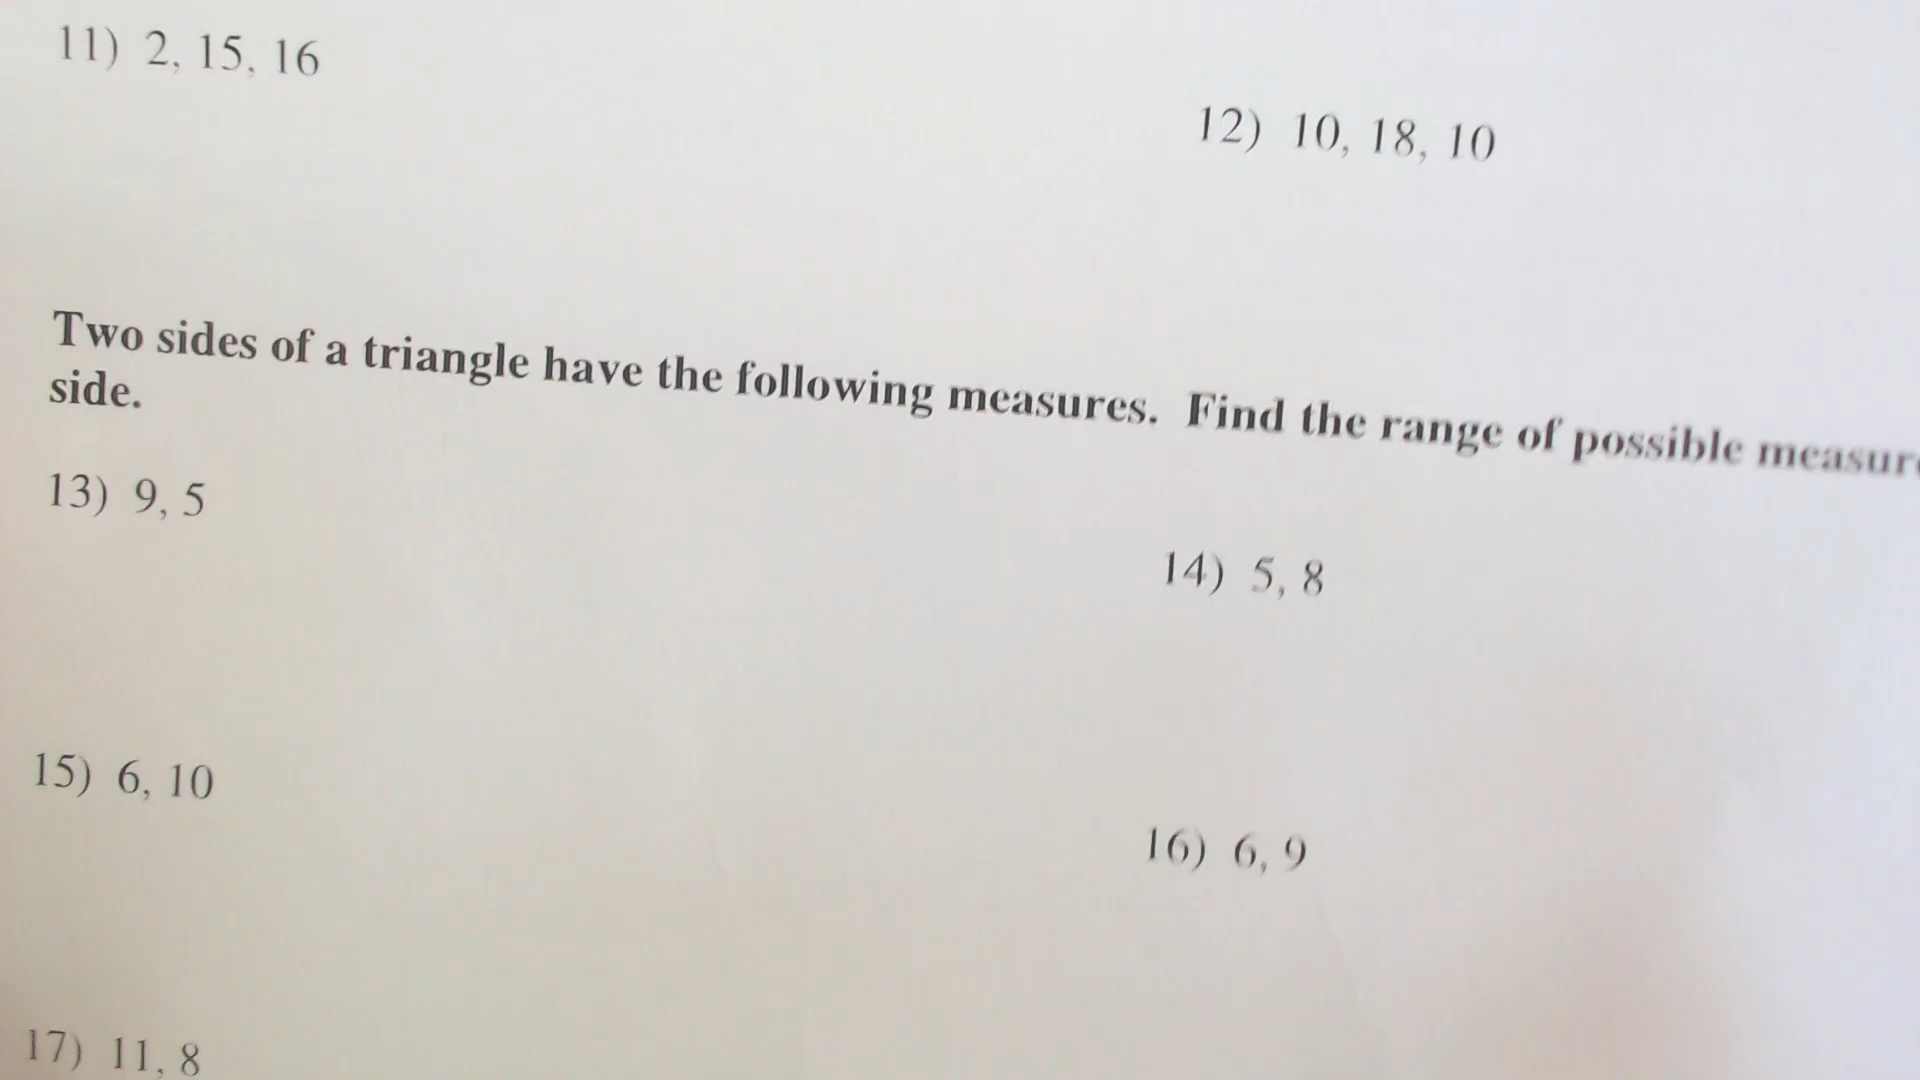 11) 2, 15, 16
12) 10, 18, 10
Two sides of a triangle have the following measures. Find the range of possible
side.
13) 9, 5
14) 5, 8
15) 6, 10
16) 6, 9
17) 11, 8